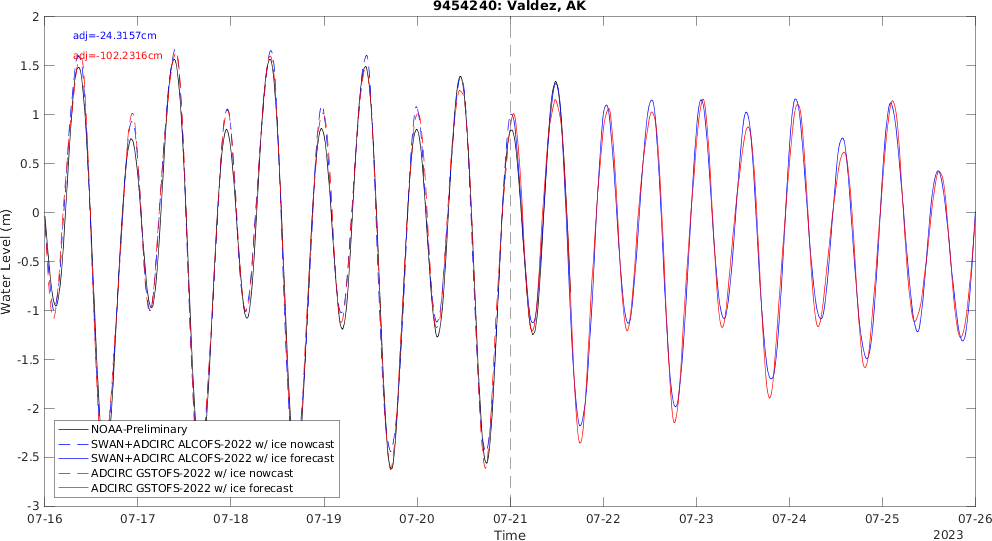 9454240: Valdez, AK
adj=-24.3157cm
adj=-102.2316cm
2
1.5
1
0.5
0
-0.5
-1
-1.5
-2
-2.5
-3
Water Level (m)
NOAA-Preliminary
SWAN+ADCIRC ALCOFS-2022 w/ ice nowcast
SWAN+ADCIRC ALCOFS-2022 w/ ice forecast
ADCIRC GSTOFS-2022 w/ ice nowcast
ADCIRC GSTOFS-2022 w/ ice forecast
07-16 07-17 07-18 07-19 07-20 07-21 07-22 07-23 07-24 07-25 07-26
Time
2023